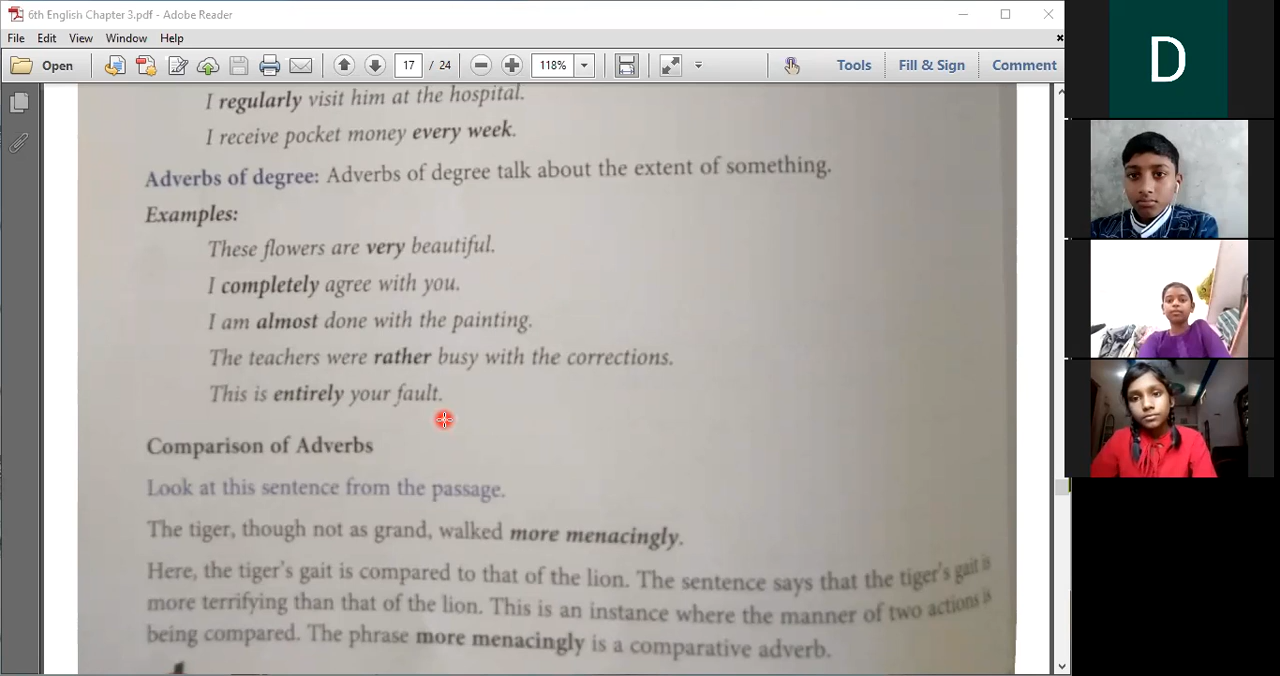 6th English Chapter 3.pdf - Adobe Reader
File Edit View Window Help
Open 17 / 24 118% Tools Fill & Sign Comment
I regularly visit him at the hospital.
I receive pocket money every week.
Adverbs of degree: Adverbs of degree talk about the extent of something.
Examples:
These flowers are very beautiful.
I completely agree with you.
I am almost done with the painting.
The teachers were rather busy with the corrections.
This is entirely your fault.
Comparison of Adverbs
Look at this sentence from the passage.
The tiger, though not as grand, walked more menacingly.
Here, the tiger's gait is compared to that of the lion. The sentence says that the tiger's gait is
more terrifying than that of the lion. This is an instance where the manner of two actions is
being compared. The phrase more menacingly is a comparative adverb.
D